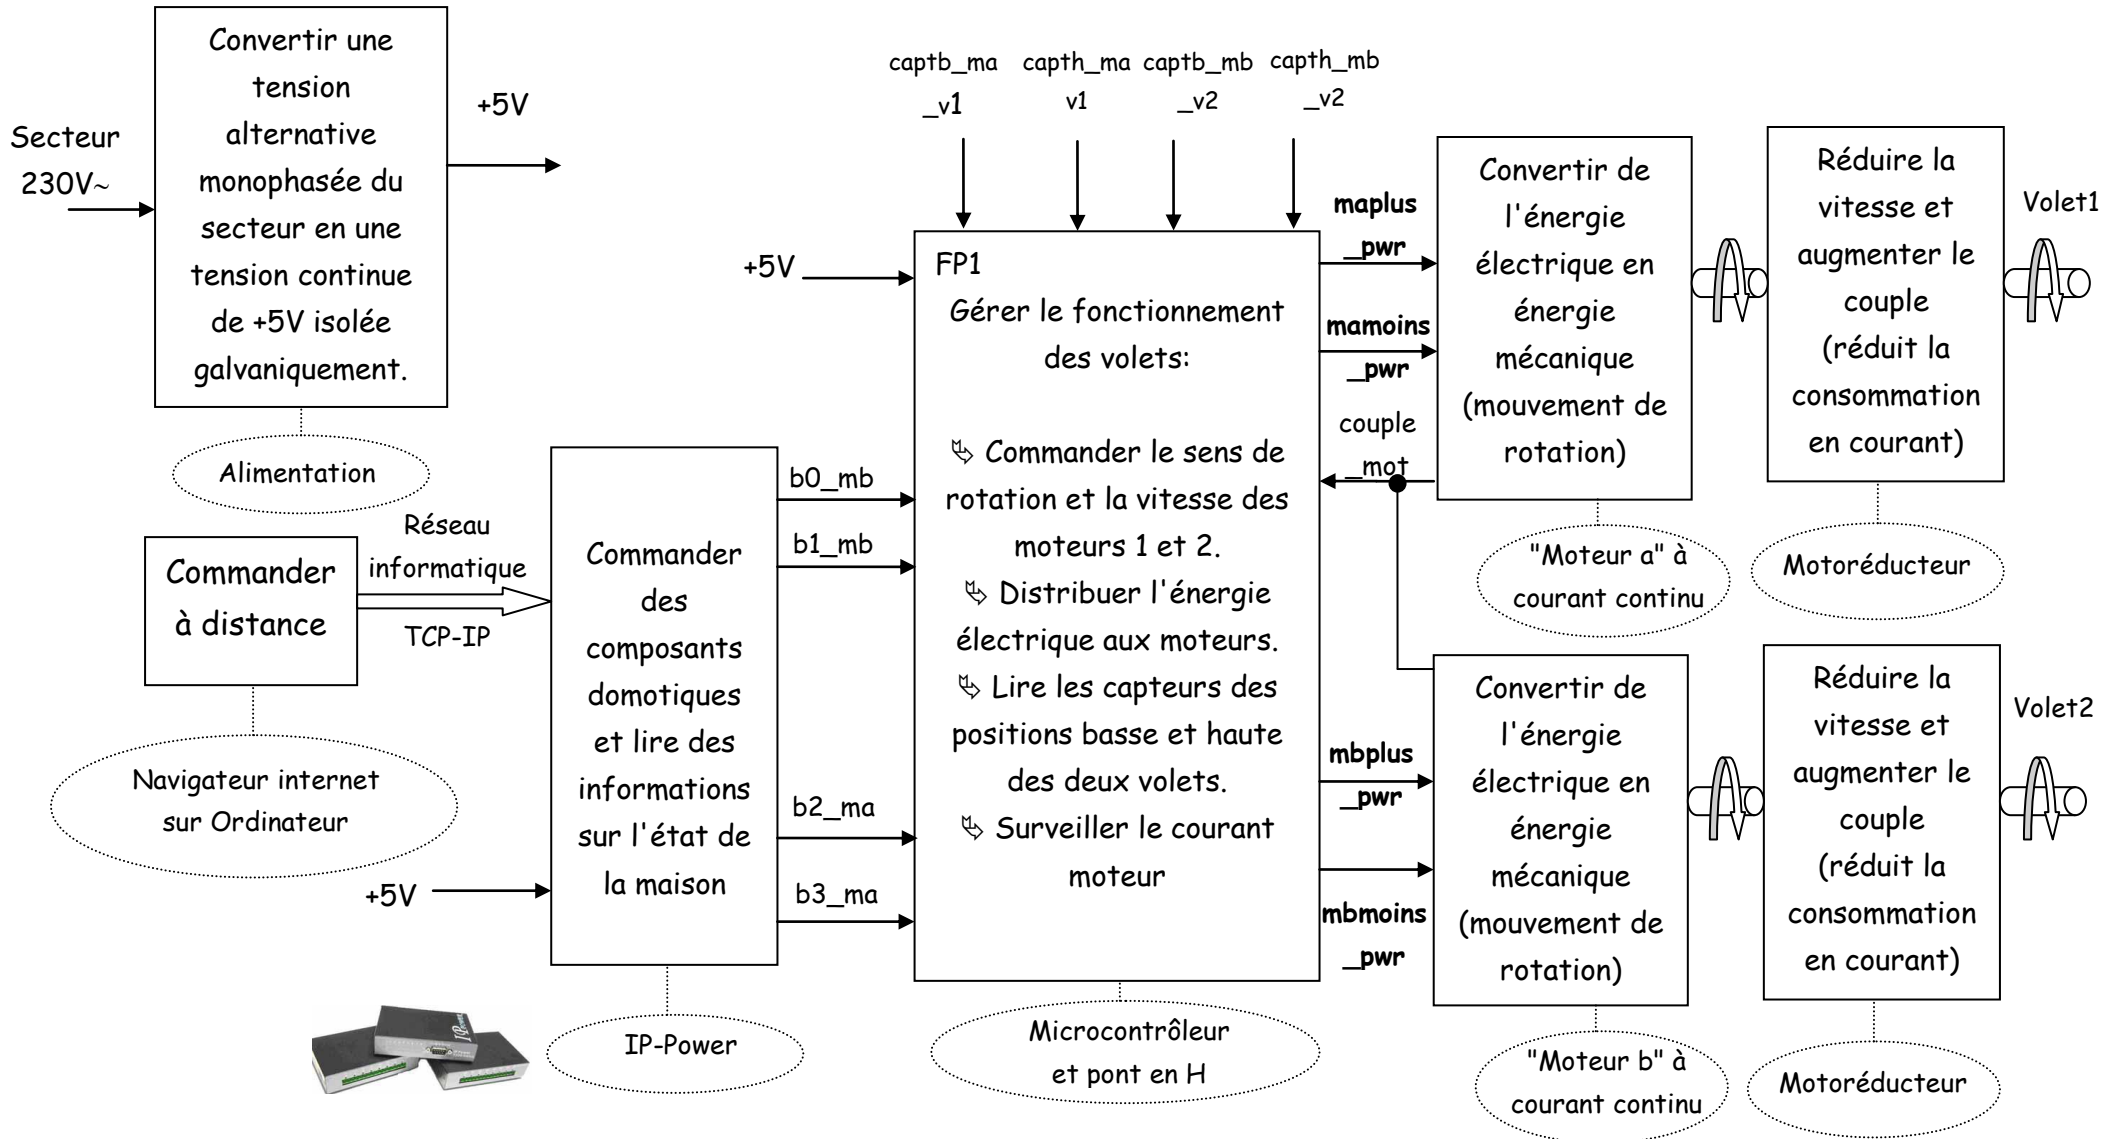 Convertir une
tension
alternative
monophasée du
secteur en une
tension continue
de +5V isolée
galvaniquement.
Secteur
230V~
+5V
Alimentation
captb_ma
_v1
capth_ma
v1
captb_mb
_v2
capth_mb
_v2
+5V
FP1
Gérer le fonctionnement
des volets:
↳ Commander le sens de
rotation et la vitesse des
moteurs 1 et 2.
↳ Distribuer l'énergie
électrique aux moteurs.
↳ Lire les capteurs des
positions basse et haute
des deux volets.
↳ Surveiller le courant
moteur
Microcontrôleur
et pont en H
Commander
à distance
Réseau
informatique
TCP-IP
Navigateur internet
sur Ordinateur
Commander
des
composants
domotiques
et lire des
informations
sur l'état de
la maison
+5V
IP-Power
b0_mb
b1_mb
b2_ma
b3_ma
maplus
_pwr
mamoins
_pwr
couple
_mot
mbplus
_pwr
mbmoins
_pwr
Convertir de
l'énergie
électrique en
énergie
mécanique
(mouvement de
rotation)
"Moteur a" à
courant continu
Réduire la
vitesse et
augmenter le
couple
(réduit la
consommation
en courant)
Motoréducteur
Volet1
Convertir de
l'énergie
électrique en
énergie
mécanique
(mouvement de
rotation)
"Moteur b" à
courant continu
Réduire la
vitesse et
augmenter le
couple
(réduit la
consommation
en courant)
Motoréducteur
Volet2